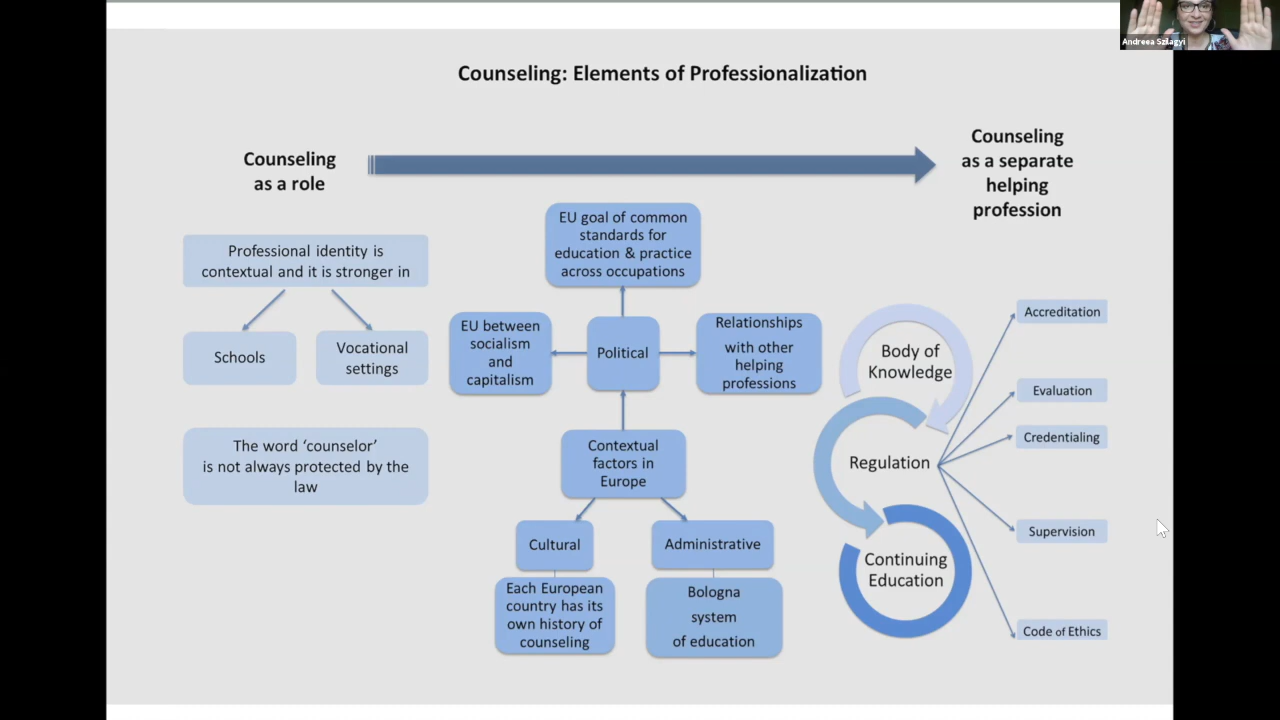 Andreea Szilagyi
Counseling: Elements of Professionalization
Counseling
as a role
Counseling
as a separate
helping
profession
Professional identity is
contextual and it is stronger in
Schools
Vocational
settings
The word ‘counselor’
is not always protected by the
law
EU goal of common
standards for
education & practice
across occupations
EU between
socialism
and
capitalism
Political
Relationships
with other
helping
professions
Contextual
factors in
Europe
Cultural
Administrative
Each European
country has its
own history of
counseling
Bologna
system
of education
Body of
Knowledge
Regulation
Continuing
Education
Accreditation
Evaluation
Credentialing
Supervision
Code of Ethics